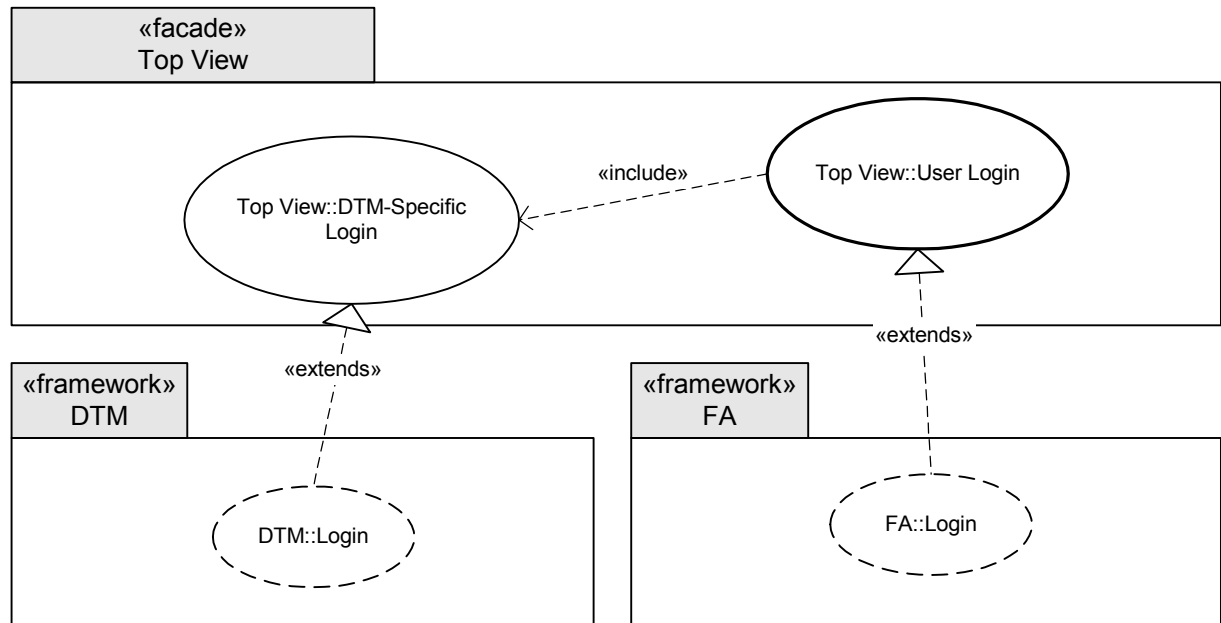 «facade»
Top View
Top View::User Login
«include»
Top View::DTM-Specific
Login
«extends»
«extends»
«framework»
DTM
«framework»
FA
DTM::Login
FA::Login